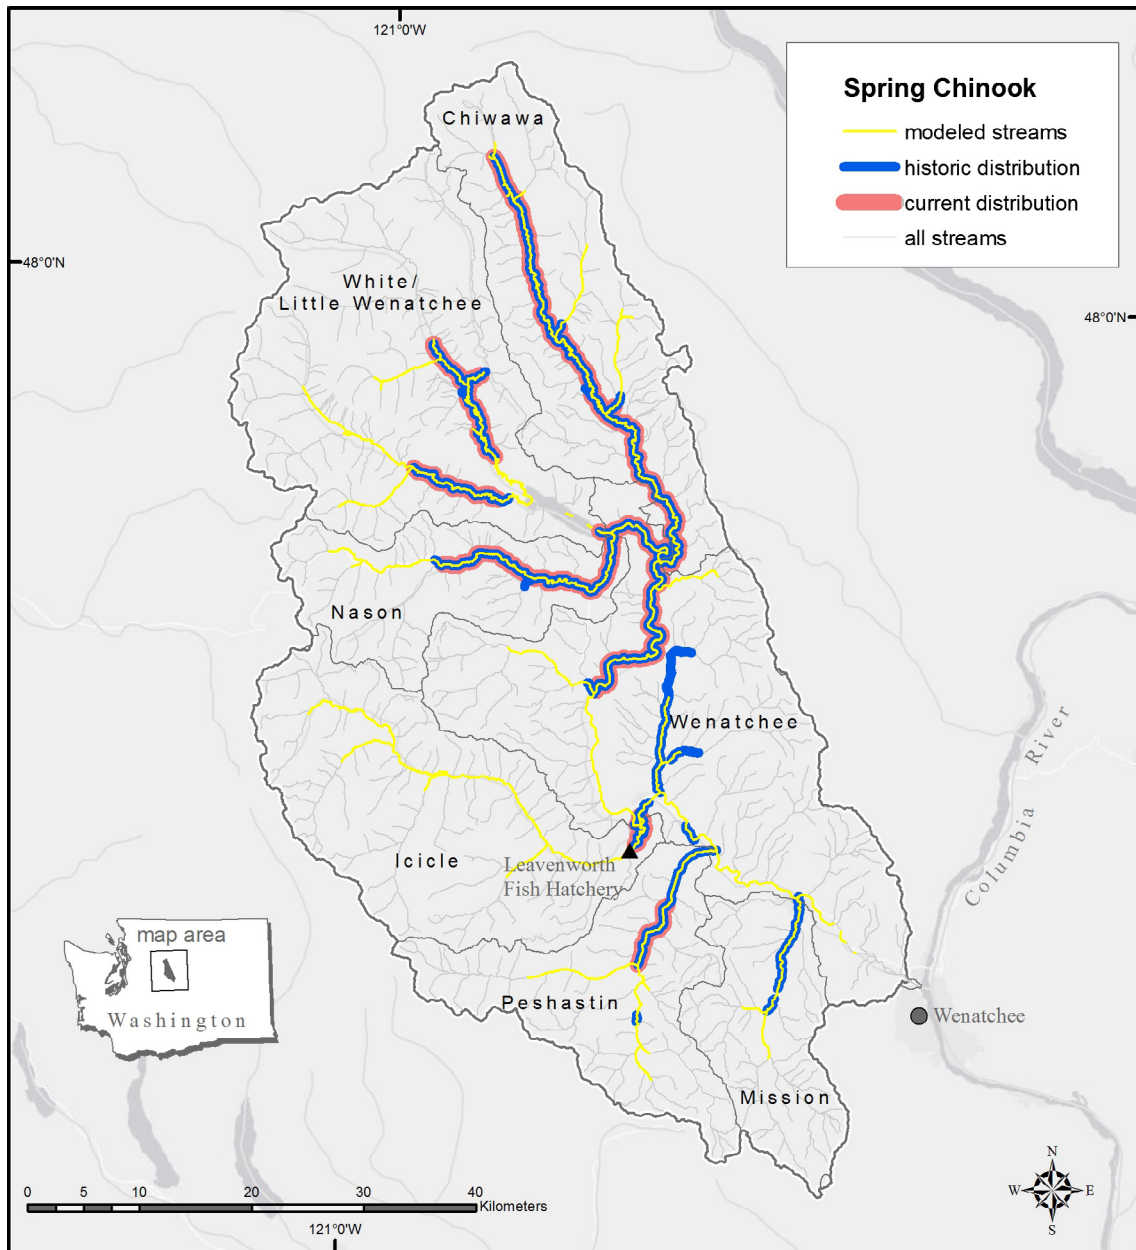 121°0'W
Spring Chinook
modeled streams
historic distribution
current distribution
all streams
Chiwawa
48°0'N
White/
Little Wenatchee
48°0'N
Nason
Wenatchee
Columbia River
Icicle
Leavenworth
Fish Hatchery
map area
Washington
Peshastin
Wenatchee
Mission
N
W E
S
0 5 10 20 30 40
Kilometers
121°0'W